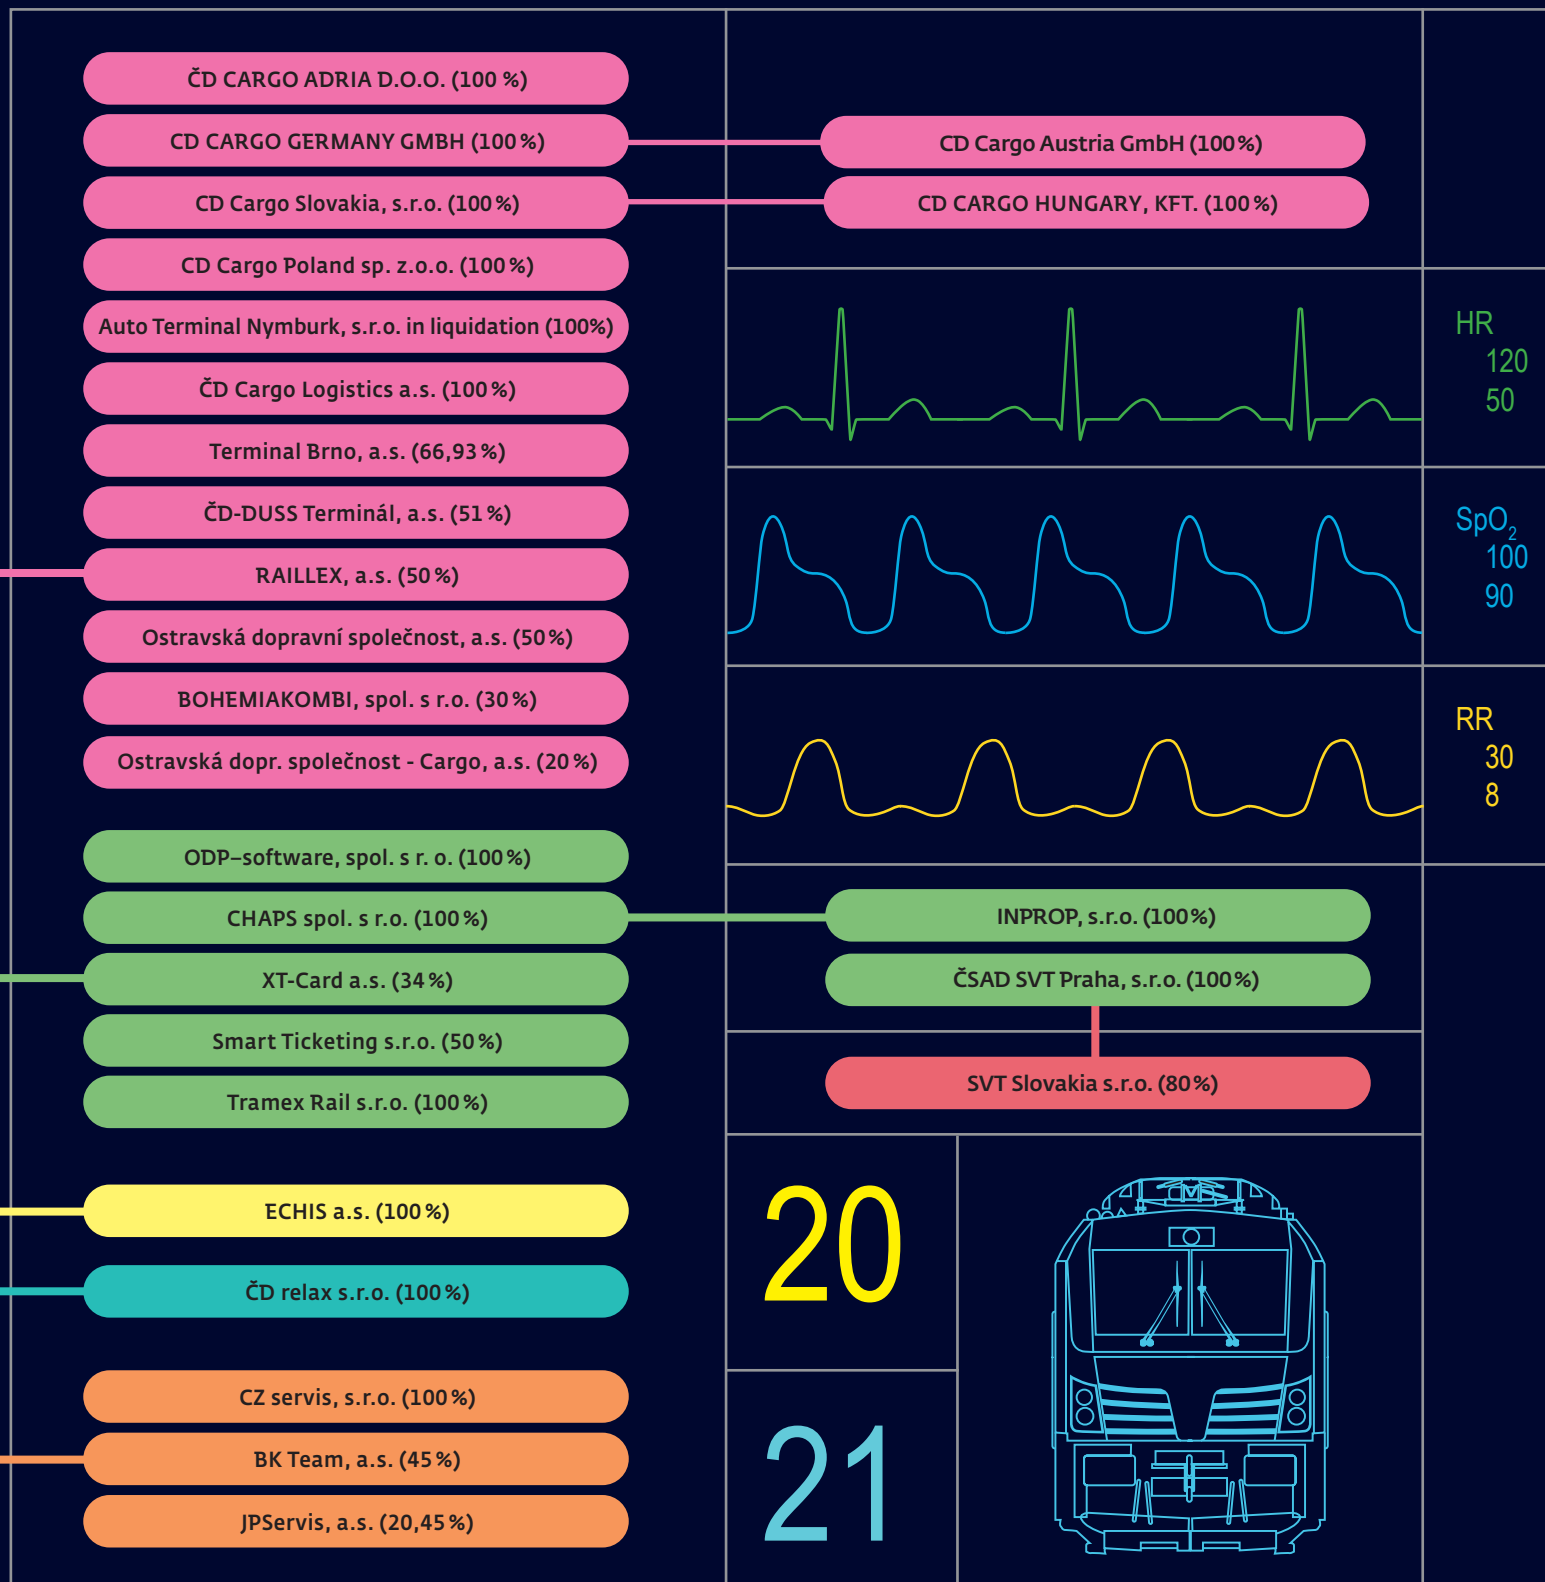 ČD CARGO ADRIA D.O.O. (100 %)
CD CARGO GERMANY GMBH (100 %)
CD Cargo Slovakia, s.r.o. (100 %)
CD Cargo Poland sp. z.o.o. (100 %)
Auto Terminal Nymburk, s.r.o. in liquidation (100%)
ČD Cargo Logistics a.s. (100 %)
Terminal Brno, a.s. (66,93 %)
ČD-DUSS Terminál, a.s. (51 %)
RAILLEX, a.s. (50 %)
Ostravská dopravní společnost, a.s. (50 %)
BOHEMIAKOMBI, spol. s r.o. (30 %)
Ostravská dopr. společnost - Cargo, a.s. (20 %)
ODP–software, spol. s r. o. (100 %)
CHAPS spol. s r.o. (100 %)
XT-Card a.s. (34 %)
Smart Ticketing s.r.o. (50 %)
Tramex Rail s.r.o. (100 %)
ECHIS a.s. (100 %)
ČD relax s.r.o. (100 %)
CZ servis, s.r.o. (100 %)
BK Team, a.s. (45 %)
JPServis, a.s. (20,45 %)
CD Cargo Austria GmbH (100 %)
CD CARGO HUNGARY, KFT. (100 %)
HR
120
50
SpO₂
100
90
RR
30
8
INPROP, s.r.o. (100 %)
ČSAD SVT Praha, s.r.o. (100 %)
SVT Slovakia s.r.o. (80 %)
20
21